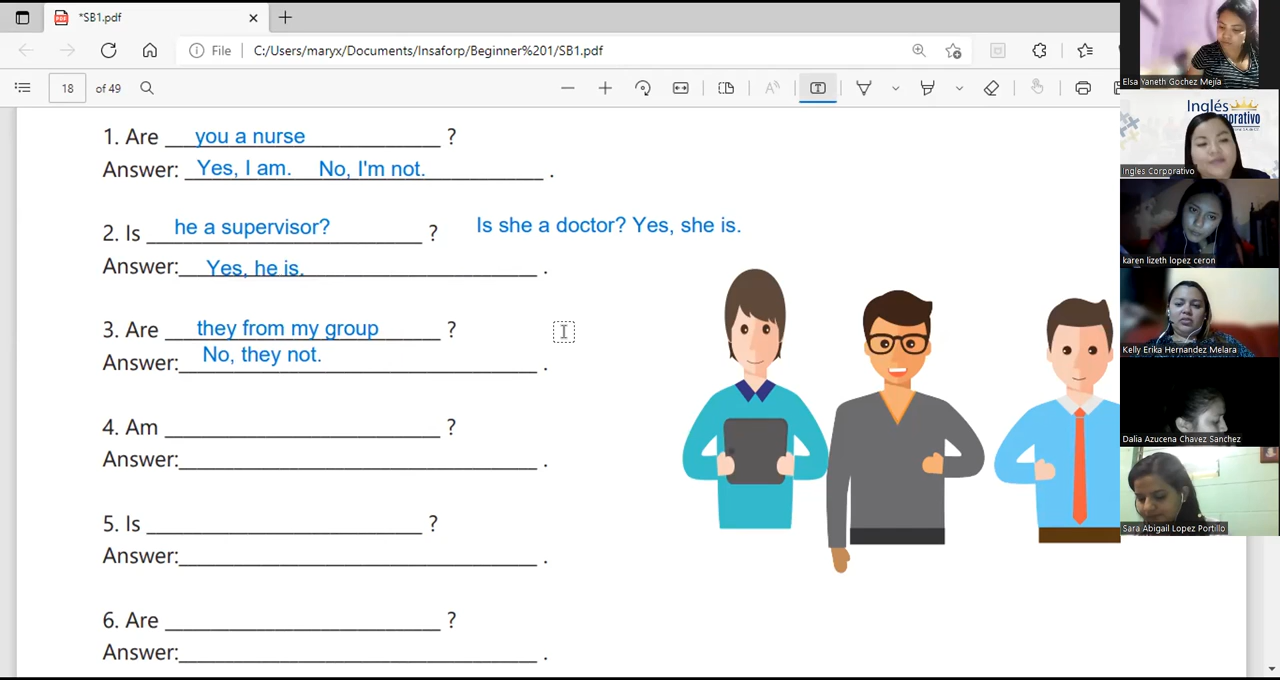 *SB1.pdf
File
C:/Users/maryx/Documents/Insaforp/Beginner%201/SB1.pdf
18 of 49
1. Are you a nurse ?
Answer: Yes, I am. No, I'm not. .
2. Is he a supervisor? ? Is she a doctor? Yes, she is.
Answer: Yes, he is. .
3. Are they from my group ?
Answer: No, they not. .
4. Am ?
Answer: .
5. Is ?
Answer: .
6. Are ?
Answer: .
Elsa Yaneth Gochez Mejía
Inglés
Ingles Corporativo
karen lizeth lopez ceron
Kelly Erika Hernandez Melara
Dalia Azucena Chavez Sanchez
Sara Abigail Lopez Portillo